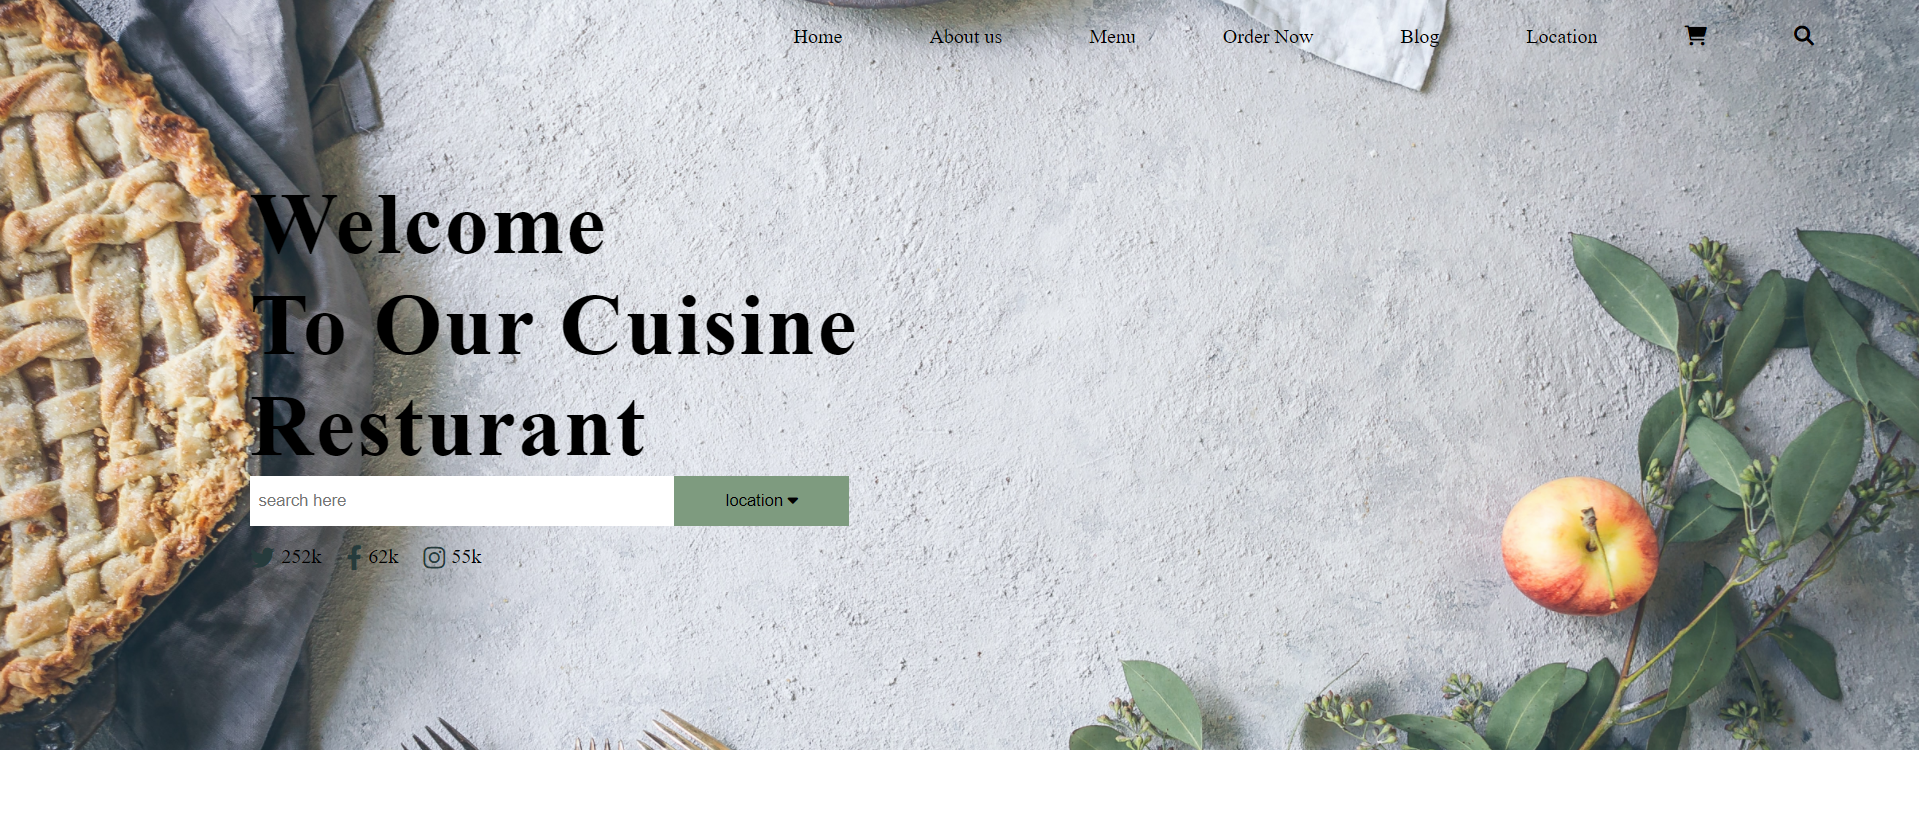 Home About us Menu Order Now Blog Location
Welcome
To Our Cuisine
Resturant
search here location
252k 62k 55k